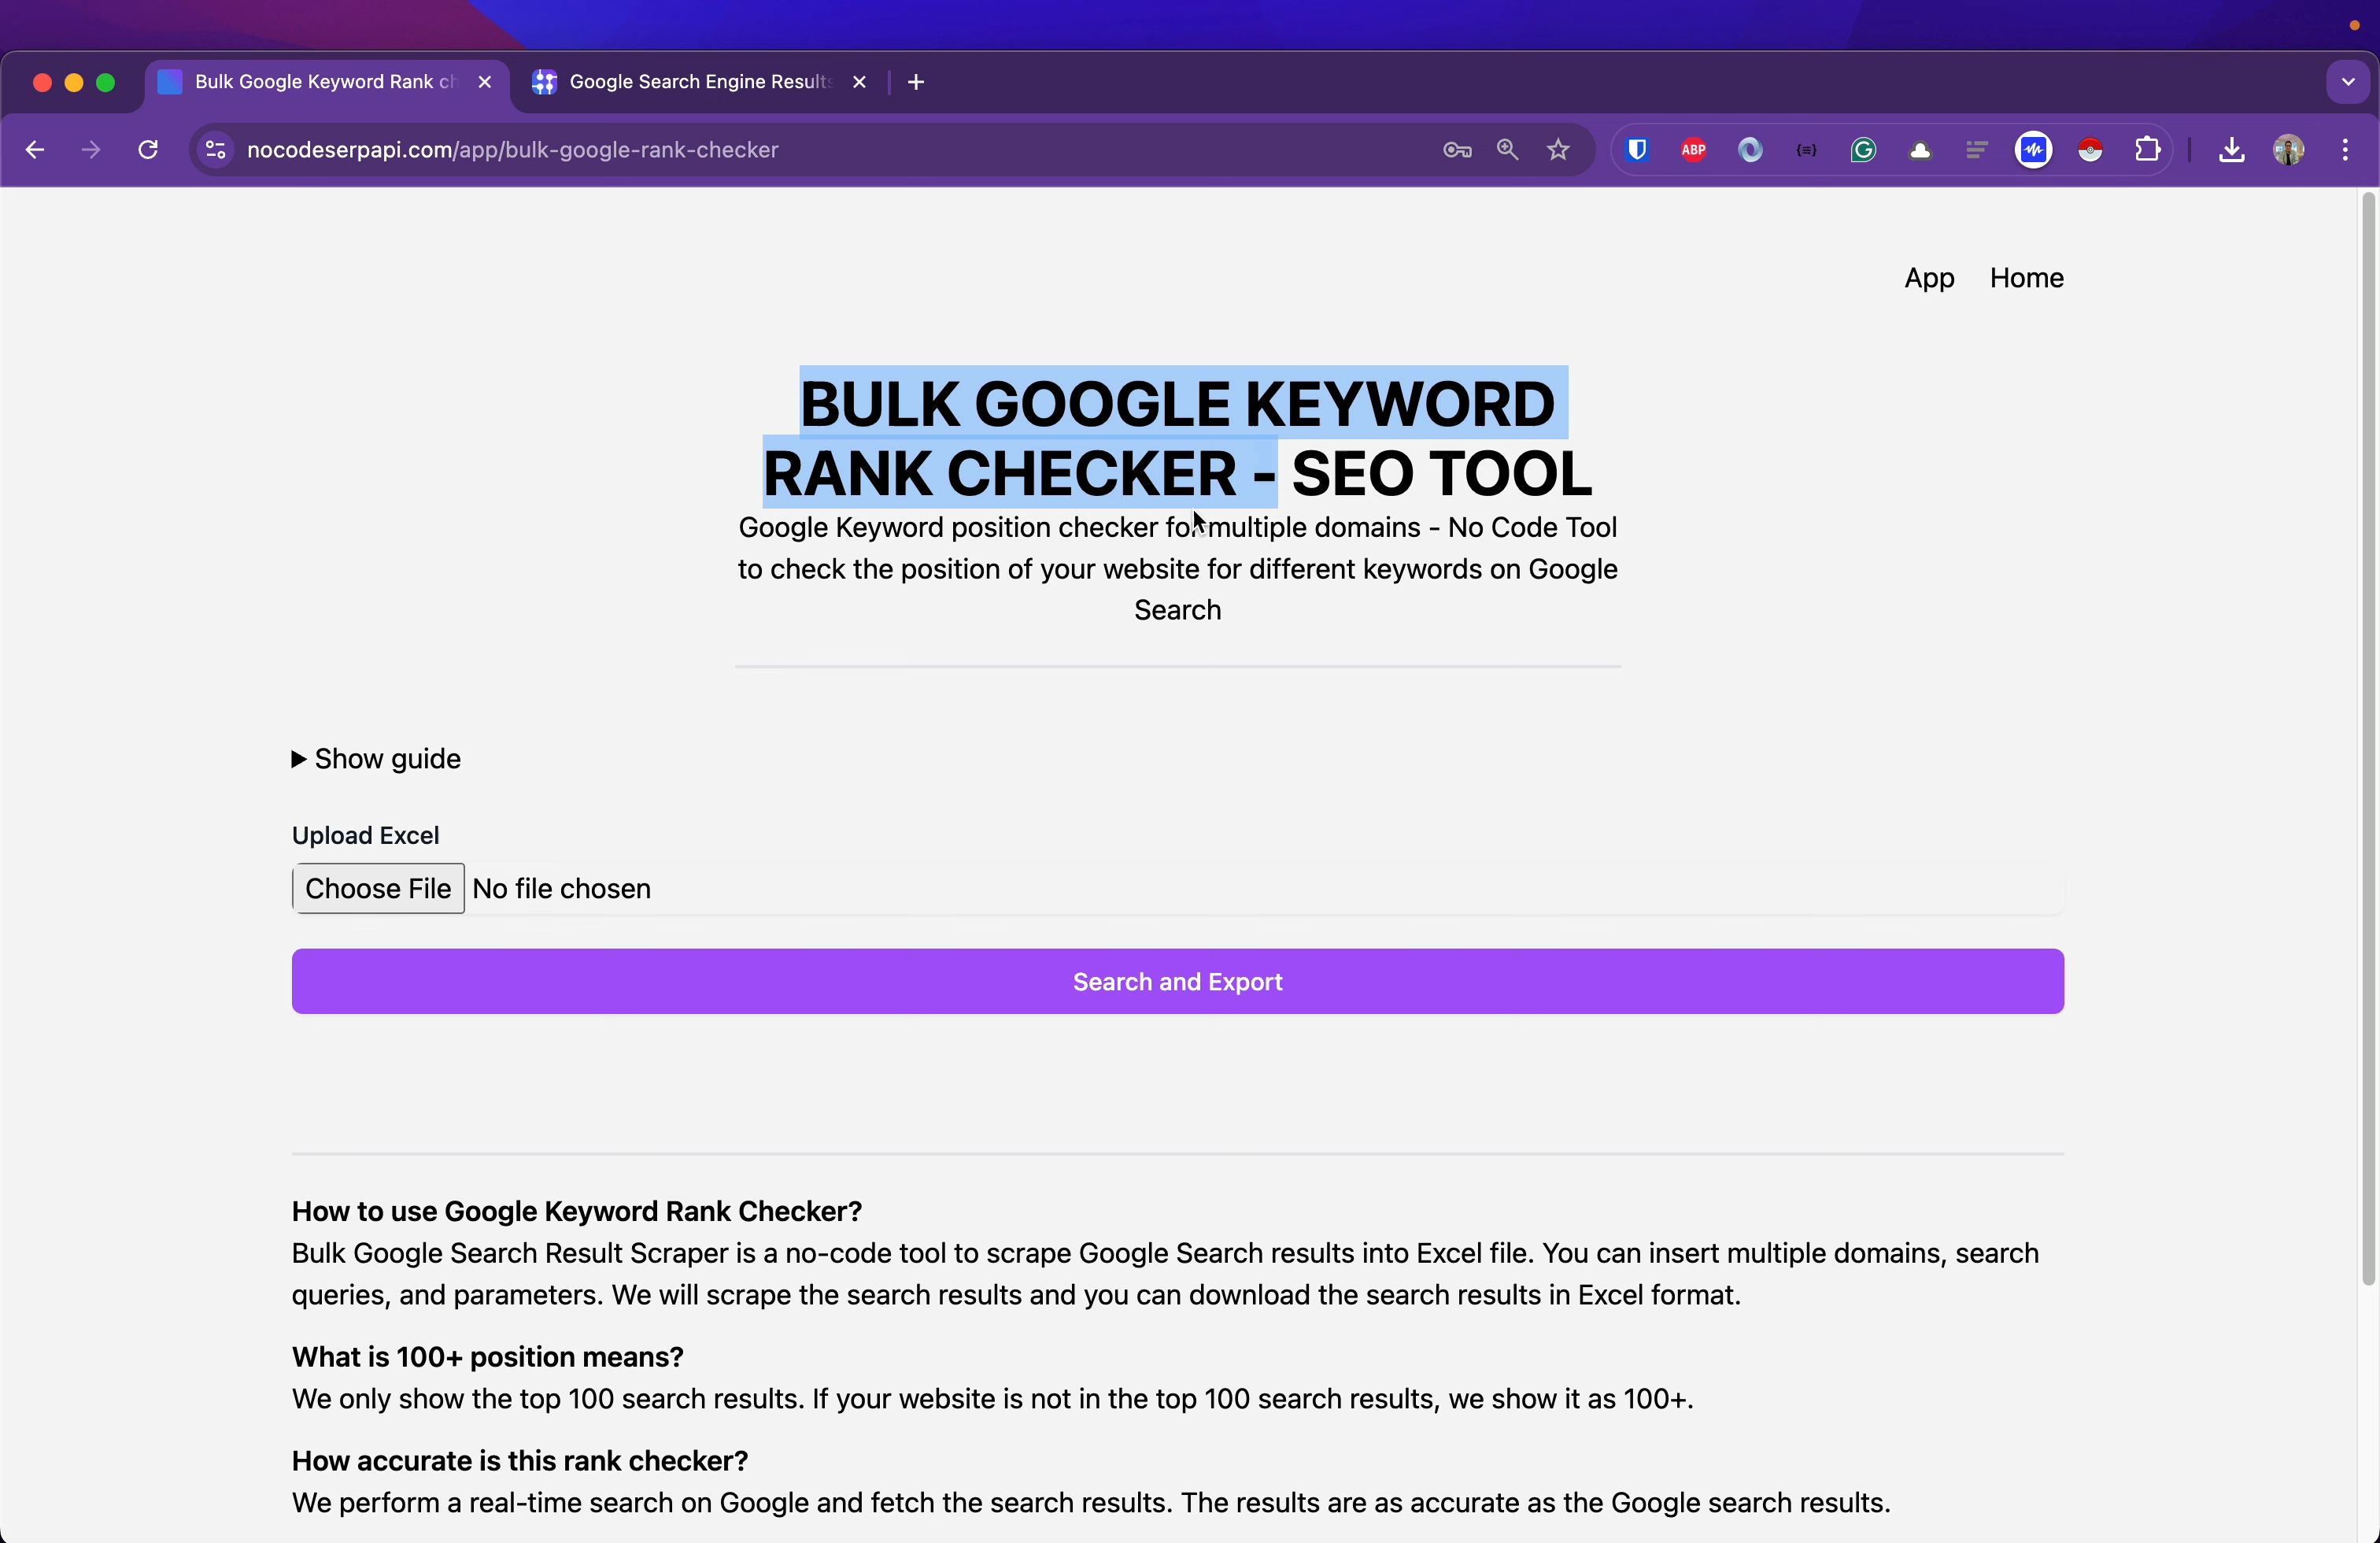 Bulk Google Keyword Rank ch
Google Search Engine Results
nocodeserpapi.com/app/bulk-google-rank-checker
ABP
App Home
BULK GOOGLE KEYWORD
RANK CHECKER - SEO TOOL
Google Keyword position checker for multiple domains - No Code Tool
to check the position of your website for different keywords on Google
Search
Show guide
Upload Excel
Choose File No file chosen
Search and Export
How to use Google Keyword Rank Checker?
Bulk Google Search Result Scraper is a no-code tool to scrape Google Search results into Excel file. You can insert multiple domains, search
queries, and parameters. We will scrape the search results and you can download the search results in Excel format.
What is 100+ position means?
We only show the top 100 search results. If your website is not in the top 100 search results, we show it as 100+.
How accurate is this rank checker?
We perform a real-time search on Google and fetch the search results. The results are as accurate as the Google search results.